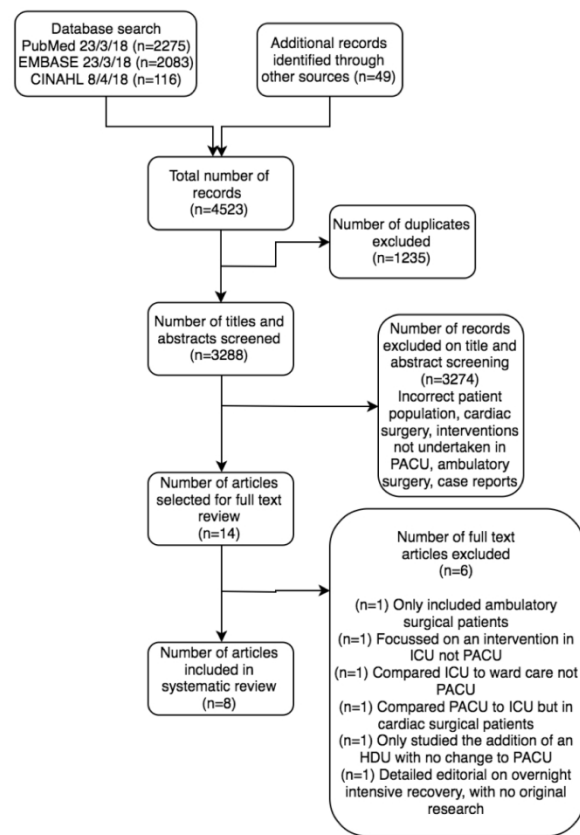 Database search
PubMed 23/3/18 (n=2275)
EMBASE 23/3/18 (n=2083)
CINAHL 8/4/18 (n=116)
Additional records
identified through
other sources (n=49)
Total number of
records
(n=4523)
Number of duplicates
excluded
(n=1235)
Number of titles and
abstracts screened
(n=3288)
Number of records
excluded on title and
abstract screening
(n=3274)
Incorrect patient
population, cardiac
surgery, interventions
not undertaken in
PACU, ambulatory
surgery, case reports
Number of articles
selected for full text
review
(n=14)
Number of full text
articles excluded
(n=6)
(n=1) Only included ambulatory
surgical patients
(n=1) Focussed on an intervention in
ICU not PACU
(n=1) Compared ICU to ward care not
PACU
(n=1) Compared PACU to ICU but in
cardiac surgical patients
(n=1) Only studied the addition of an
HDU with no change to PACU
(n=1) Detailed editorial on overnight
intensive recovery, with no original
research
Number of articles
included in
systematic review
(n=8)